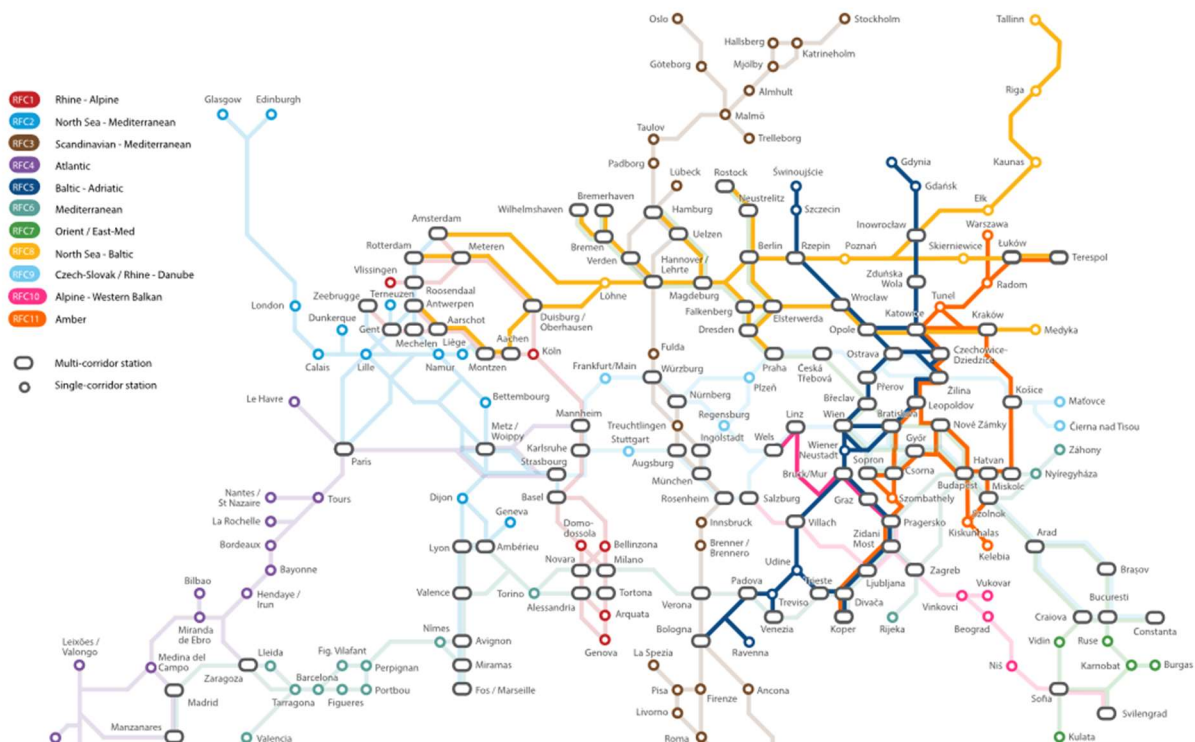 RFC1 Rhine - Alpine
RFC2 North Sea - Mediterranean
RFC3 Scandinavian - Mediterranean
RFC4 Atlantic
RFC5 Baltic - Adriatic
RFC6 Mediterranean
RFC7 Orient / East-Med
RFC8 North Sea - Baltic
RFC9 Czech-Slovak / Rhine - Danube
RFC10 Alpine - Western Balkan
RFC11 Amber
Multi-corridor station
Single-corridor station
Oslo
Stockholm
Tallinn
Hallsberg
Katrineholm
Göteborg
Mjölby
Almhult
Riga
Glasgow
Edinburgh
Malmö
Taulov
Trelleborg
Padborg
Gdynia
Kaunas
Lübeck
Rostock
Świnoujście
Gdańsk
Bremerhaven
Wilhelmshaven
Hamburg
Neustrelitz
Szczecin
Ełk
Amsterdam
Uelzen
Inowrocław
Warszawa
Bremen
Rotterdam
Meteren
Verden
Hannover /
Lehrte
Berlin
Rzepin
Poznań
Skierniewice
Łuków
Terespol
Vlissingen
Roosendaal
Löhne
Magdeburg
Zduńska
Wola
Radom
Zeebrugge
Terneuzen
Antwerpen
London
Falkenberg
Elsterwerda
Wrocław
Tunel
Dunkerque
Gent
Aarschot
Duisburg /
Oberhausen
Dresden
Opole
Katowice
Kraków
Medyka
Mechelen
Liège
Aachen
Calais
Lille
Namur
Montzen
Köln
Fulda
Praha
Česká
Třebová
Ostrava
Czechowice-
Dziedzice
Frankfurt/Main
Würzburg
Plzeň
Přerov
Žilina
Košice
Le Havre
Bettembourg
Nürnberg
Břeclav
Leopoldov
Maťovce
Mannheim
Regensburg
Linz
Wien
Bratislava
Nové Zámky
Čierna nad Tisou
Metz /
Woippy
Treuchtlingen
Stuttgart
Ingolstadt
Wels
Wiener
Neustadt
Győr
Karlsruhe
Paris
Strasbourg
Augsburg
Sopron
Hatvan
Záhony
München
Bruck/Mur
Csorna
Budapest
Miskolc
Nyíregyháza
Nantes /
St Nazaire
Tours
Dijon
Basel
Rosenheim
Salzburg
Graz
Szombathely
Szolnok
La Rochelle
Geneva
Innsbruck
Villach
Pragersko
Kiskunhalas
Arad
Domo-
dossola
Bellinzona
Zidani
Most
Bordeaux
Lyon
Ambérieu
Brenner /
Brennero
Kelebia
Novara
Milano
Udine
Bayonne
Ljubljana
Zagreb
Brașov
Bilbao
Hendaye /
Irun
Valence
Torino
Alessandria
Tortona
Verona
Padova
Trieste
Treviso
Divača
Vukovar
Vinkovci
Bucuresti
Arquata
Craiova
Constanta
Miranda
de Ebro
Nîmes
Avignon
Genova
Bologna
Venezia
Koper
Rijeka
Beograd
Vidin
Ruse
Leixões /
Valongo
Ravenna
Medina del
Campo
Lleida
Fig. Vilafant
Perpignan
Miramas
La Spezia
Niš
Karnobat
Burgas
Zaragoza
Barcelona
Portbou
Fos / Marseille
Pisa
Firenze
Ancona
Sofia
Madrid
Tarragona
Figueres
Livorno
Svilengrad
Manzanares
Valencia
Roma
Kulata